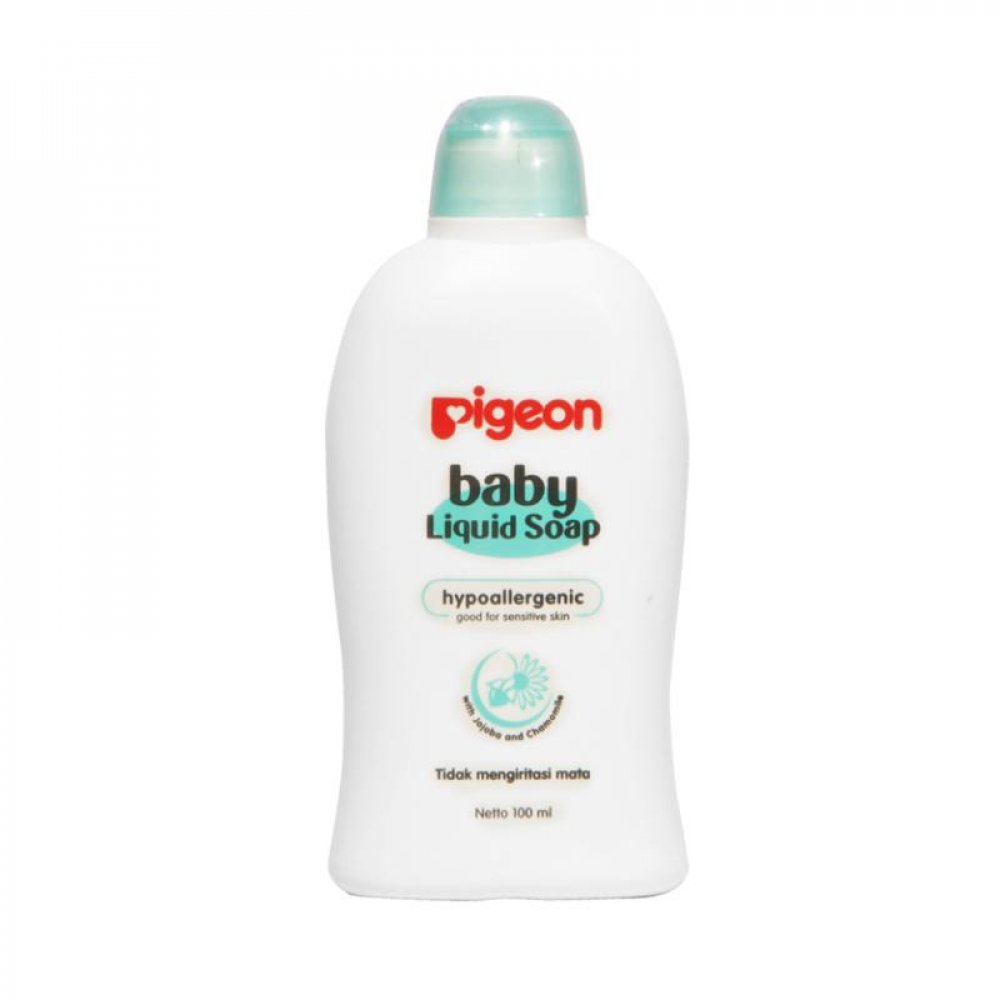 pigeon
baby
Liquid Soap
hypoallergenic
good for sensitive skin
with Jojoba and Chamomile
Tidak mengiritasi mata
Netto 100 ml